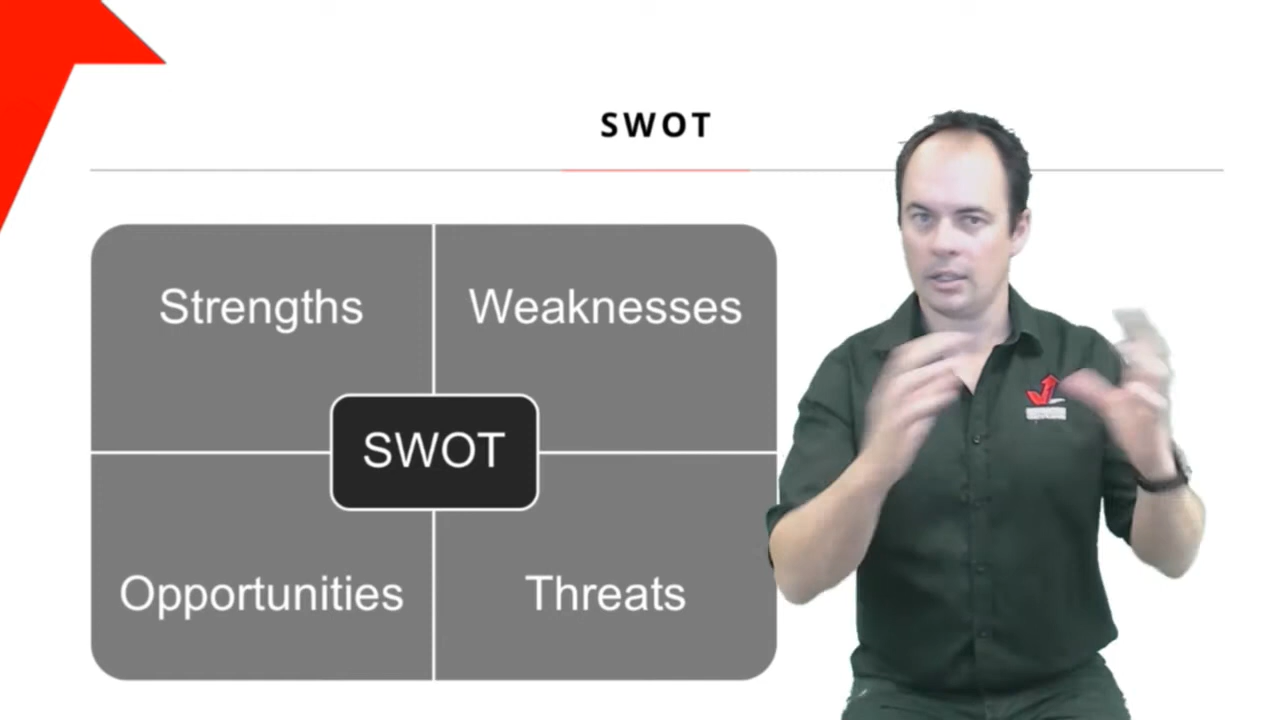 SWOT
Strengths
Weaknesses
SWOT
Opportunities
Threats